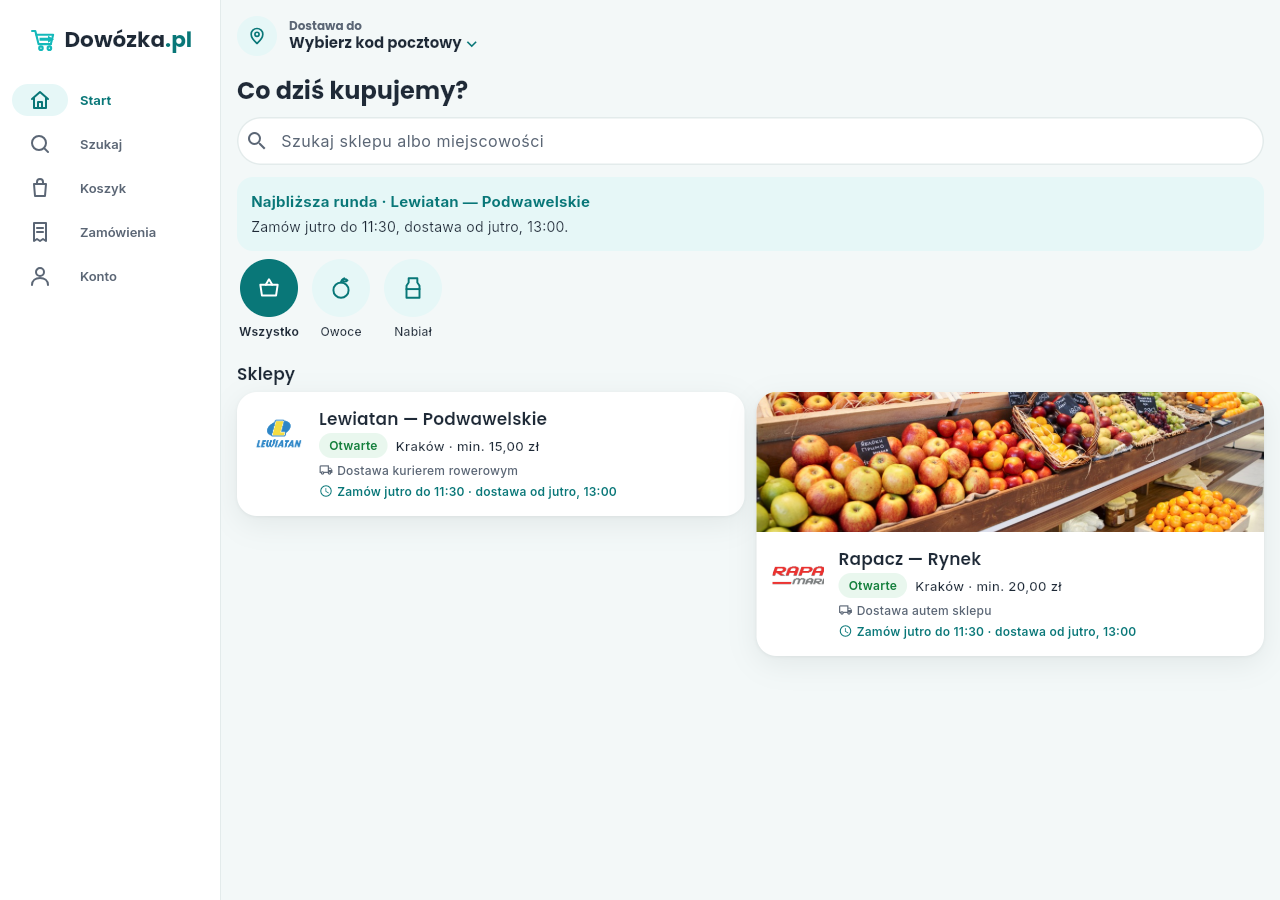 Dowózka.pl
Start
Szukaj
Koszyk
Zamówienia
Konto
Dostawa do
Wybierz kod pocztowy
Co dziś kupujemy?
Szukaj sklepu albo miejscowości
Najbliższa runda · Lewiatan — Podwawelskie
Zamów jutro do 11:30, dostawa od jutro, 13:00.
Wszystko
Owoce
Nabiał
Sklepy
LEWIATAN
Lewiatan — Podwawelskie
Otwarte
Kraków · min. 15,00 zł
Dostawa kurierem rowerowym
Zamów jutro do 11:30 · dostawa od jutro, 13:00
RAPA
MAR
Rapacz — Rynek
Otwarte
Kraków · min. 20,00 zł
Dostawa autem sklepu
Zamów jutro do 11:30 · dostawa od jutro, 13:00